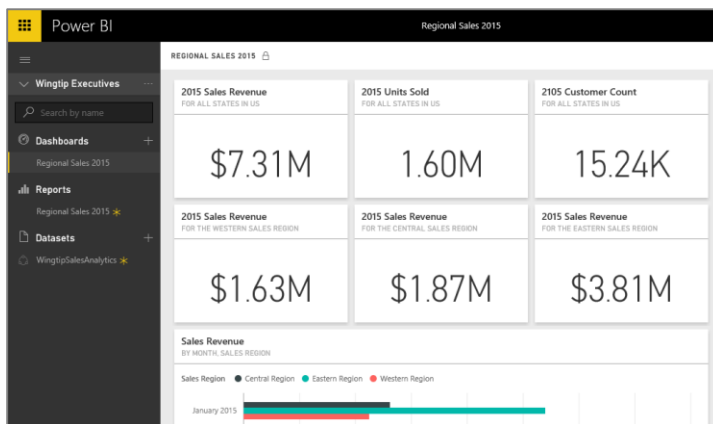 Power BI
Regional Sales 2015
Wingtip Executives
Search by name
Dashboards
Regional Sales 2015
Reports
Regional Sales 2015
Datasets
WingtipSalesAnalytics
REGIONAL SALES 2015
2015 Sales Revenue
FOR ALL STATES IN US
$7.31M
2015 Units Sold
FOR ALL STATES IN US
1.60M
2105 Customer Count
FOR ALL STATES IN US
15.24K
2015 Sales Revenue
FOR THE WESTERN SALES REGION
$1.63M
2015 Sales Revenue
FOR THE CENTRAL SALES REGION
$1.87M
2015 Sales Revenue
FOR THE EASTERN SALES REGION
$3.81M
Sales Revenue
BY MONTH, SALES REGION
Sales Region Central Region Eastern Region Western Region
January 2015